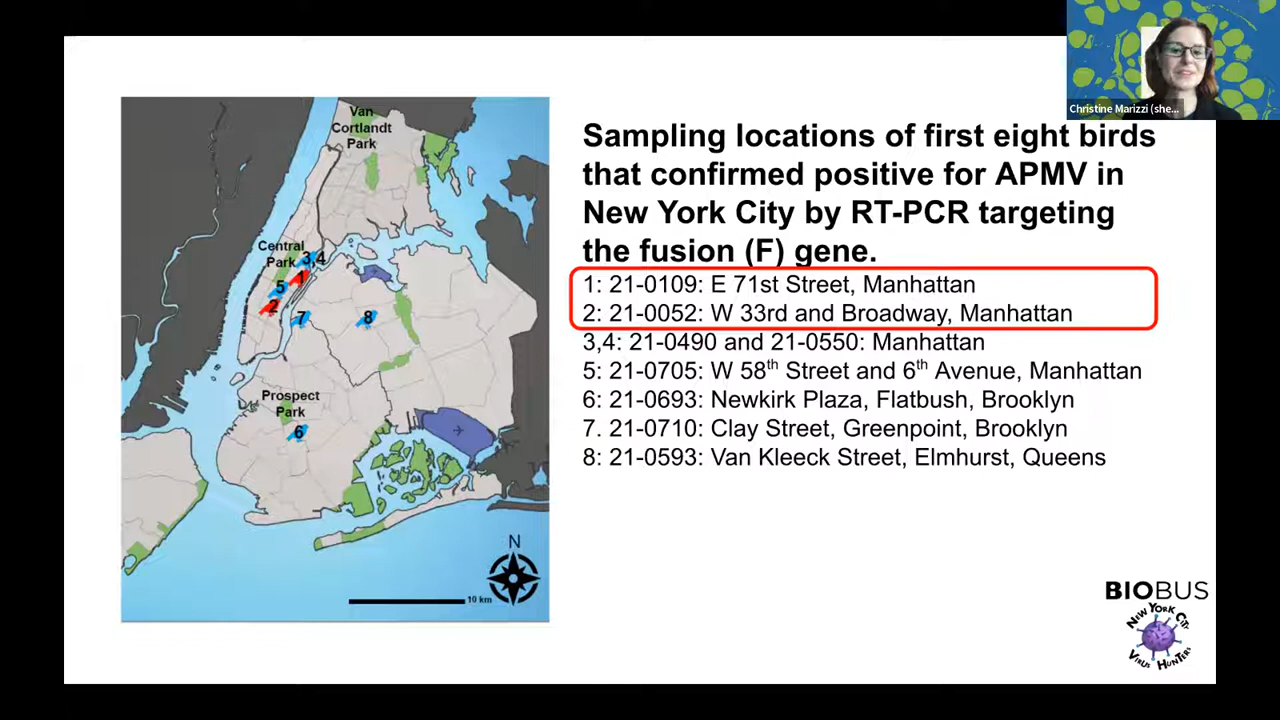 Christine Marizzi (she...
Sampling locations of first eight birds
that confirmed positive for APMV in
New York City by RT-PCR targeting
the fusion (F) gene.
1: 21-0109: E 71st Street, Manhattan
2: 21-0052: W 33rd and Broadway, Manhattan
3,4: 21-0490 and 21-0550: Manhattan
5: 21-0705: W 58th Street and 6th Avenue, Manhattan
6: 21-0693: Newkirk Plaza, Flatbush, Brooklyn
7. 21-0710: Clay Street, Greenpoint, Brooklyn
8: 21-0593: Van Kleeck Street, Elmhurst, Queens
Van
Cortlandt
Park
Central
Park
3,4
1
5
2
7
8
Prospect
Park
6
N
10 km
BIOBUS
NEW YORK CITY
VIRUS HUNTERS